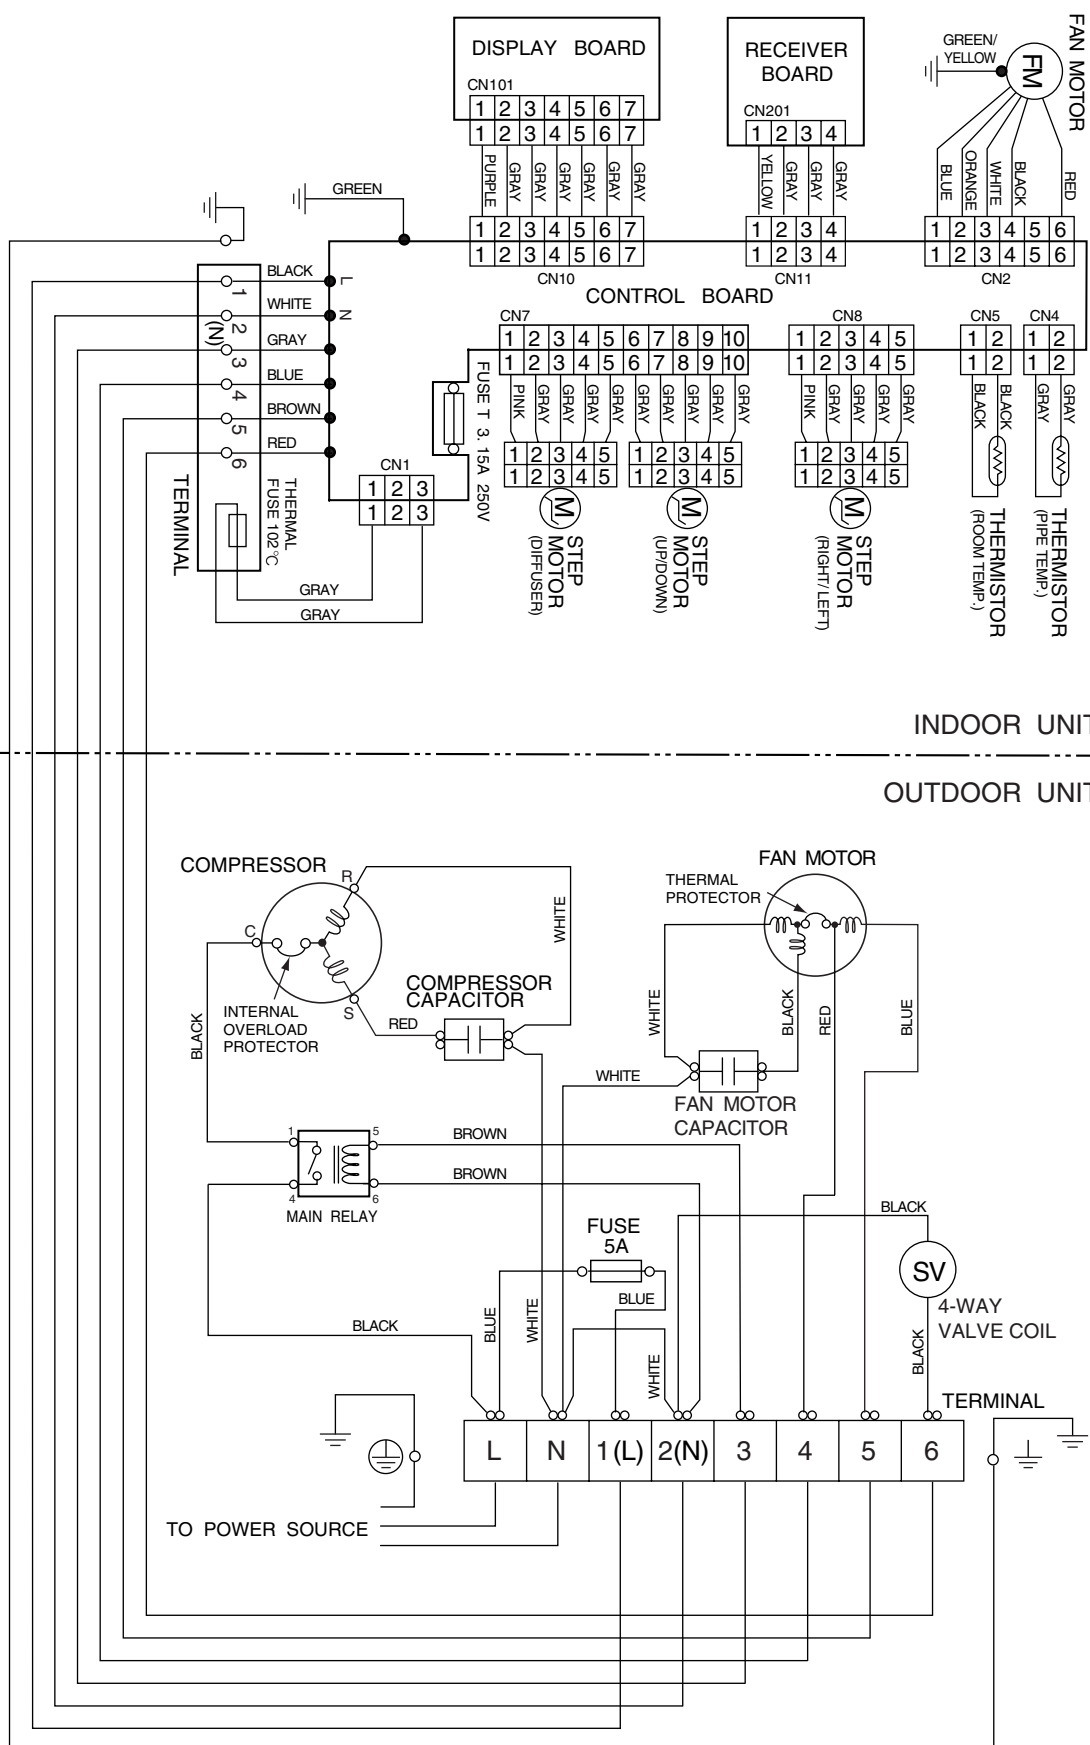 DISPLAY BOARD
CN101
1 2 3 4 5 6 7
1 2 3 4 5 6 7
PURPLE GRAY GRAY GRAY GRAY GRAY GRAY
1 2 3 4 5 6 7
1 2 3 4 5 6 7
CN10
RECEIVER
BOARD
CN201
1 2 3 4
YELLOW GRAY GRAY GRAY
1 2 3 4
1 2 3 4
CN11
GREEN/
YELLOW
FM
FAN MOTOR
BLUE ORANGE WHITE BLACK RED
1 2 3 4 5 6
1 2 3 4 5 6
CN2
GREEN
CONTROL BOARD
BLACK
L
1
WHITE
N
2
(N)
GRAY
3
BLUE
4
BROWN
5
RED
6
TERMINAL
THERMAL
FUSE 102°C
CN1
1 2 3
1 2 3
GRAY
GRAY
FUSE T 3. 15A 250V
CN7
1 2 3 4 5 6 7 8 9 10
1 2 3 4 5 6 7 8 9 10
PINK GRAY GRAY GRAY GRAY GRAY GRAY GRAY GRAY GRAY
1 2 3 4 5
1 2 3 4 5
M
STEP
MOTOR
(DIFFUSER)
1 2 3 4 5
1 2 3 4 5
M
STEP
MOTOR
(UP/DOWN)
CN8
1 2 3 4 5
1 2 3 4 5
PINK GRAY GRAY GRAY GRAY
1 2 3 4 5
1 2 3 4 5
M
STEP
MOTOR
(RIGHT/LEFT)
CN5
1 2
1 2
BLACK BLACK
THERMISTOR
(ROOM TEMP.)
CN4
1 2
1 2
GRAY GRAY
THERMISTOR
(PIPE TEMP.)
INDOOR UNIT
OUTDOOR UNIT
COMPRESSOR
R
C
S
INTERNAL
OVERLOAD
PROTECTOR
BLACK
RED
WHITE
COMPRESSOR
CAPACITOR
FAN MOTOR
THERMAL
PROTECTOR
WHITE
BLACK
RED
BLUE
WHITE
FAN MOTOR
CAPACITOR
1
5
BROWN
4
6
BROWN
MAIN RELAY
FUSE
5A
BLUE
BLUE
WHITE
WHITE
BLACK
BLACK
SV
4-WAY
VALVE COIL
BLACK
TERMINAL
L N 1(L) 2(N) 3 4 5 6
TO POWER SOURCE